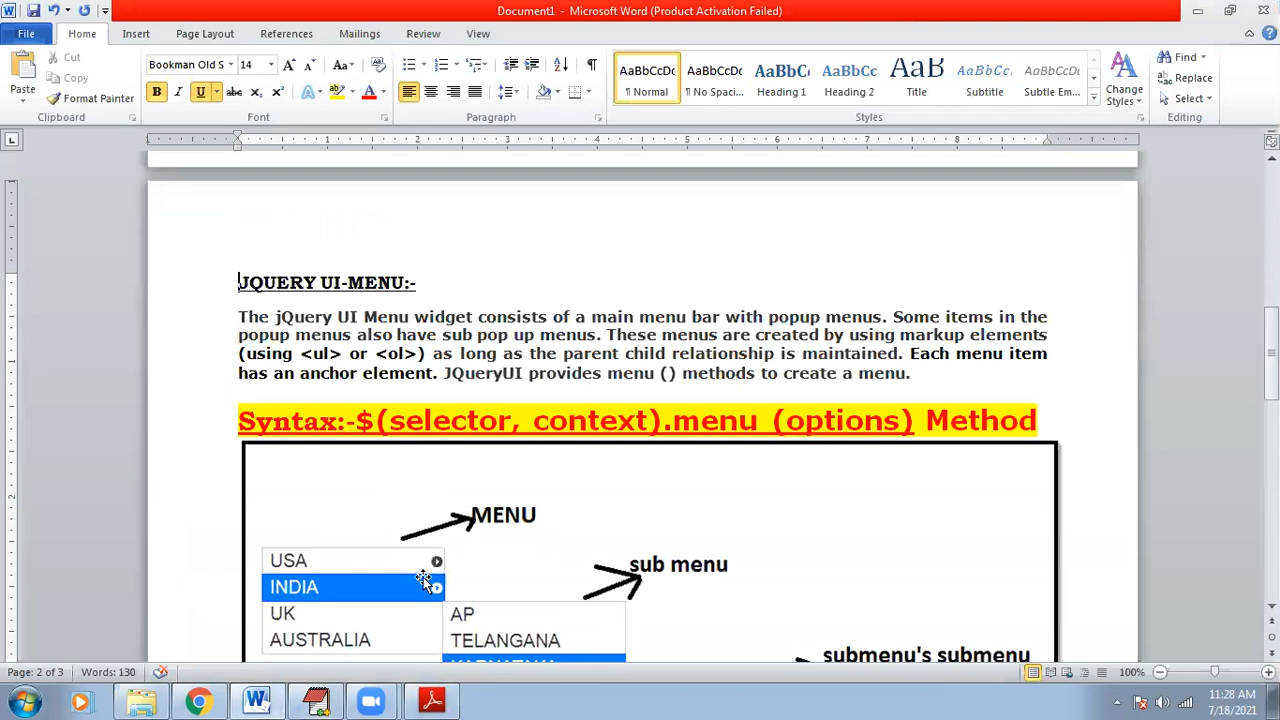 Document1 - Microsoft Word (Product Activation Failed)
File Home Insert Page Layout References Mailings Review View
Paste
Cut
Copy
Format Painter
Clipboard
Bookman Old S 14
Font
Paragraph
AaBbCcDc AaBbCcDc AaBbCc AaBbCc AaB AaBbCc. AaBbCcDc
¶ Normal ¶ No Spaci... Heading 1 Heading 2 Title Subtitle Subtle Em...
Change Styles
Styles
Find
Replace
Select
Editing
JQUERY UI-MENU:-
The jQuery UI Menu widget consists of a main menu bar with popup menus. Some items in the
popup menus also have sub pop up menus. These menus are created by using markup elements
(using <ul> or <ol>) as long as the parent child relationship is maintained. Each menu item
has an anchor element. JQueryUI provides menu () methods to create a menu.
Syntax:-$(selector, context).menu (options) Method
MENU
sub menu
USA
INDIA
UK
AUSTRALIA
AP
TELANGANA
KARNATKA
submenu's submenu
Page: 2 of 3 Words: 130 100%
11:28 AM
7/18/2021